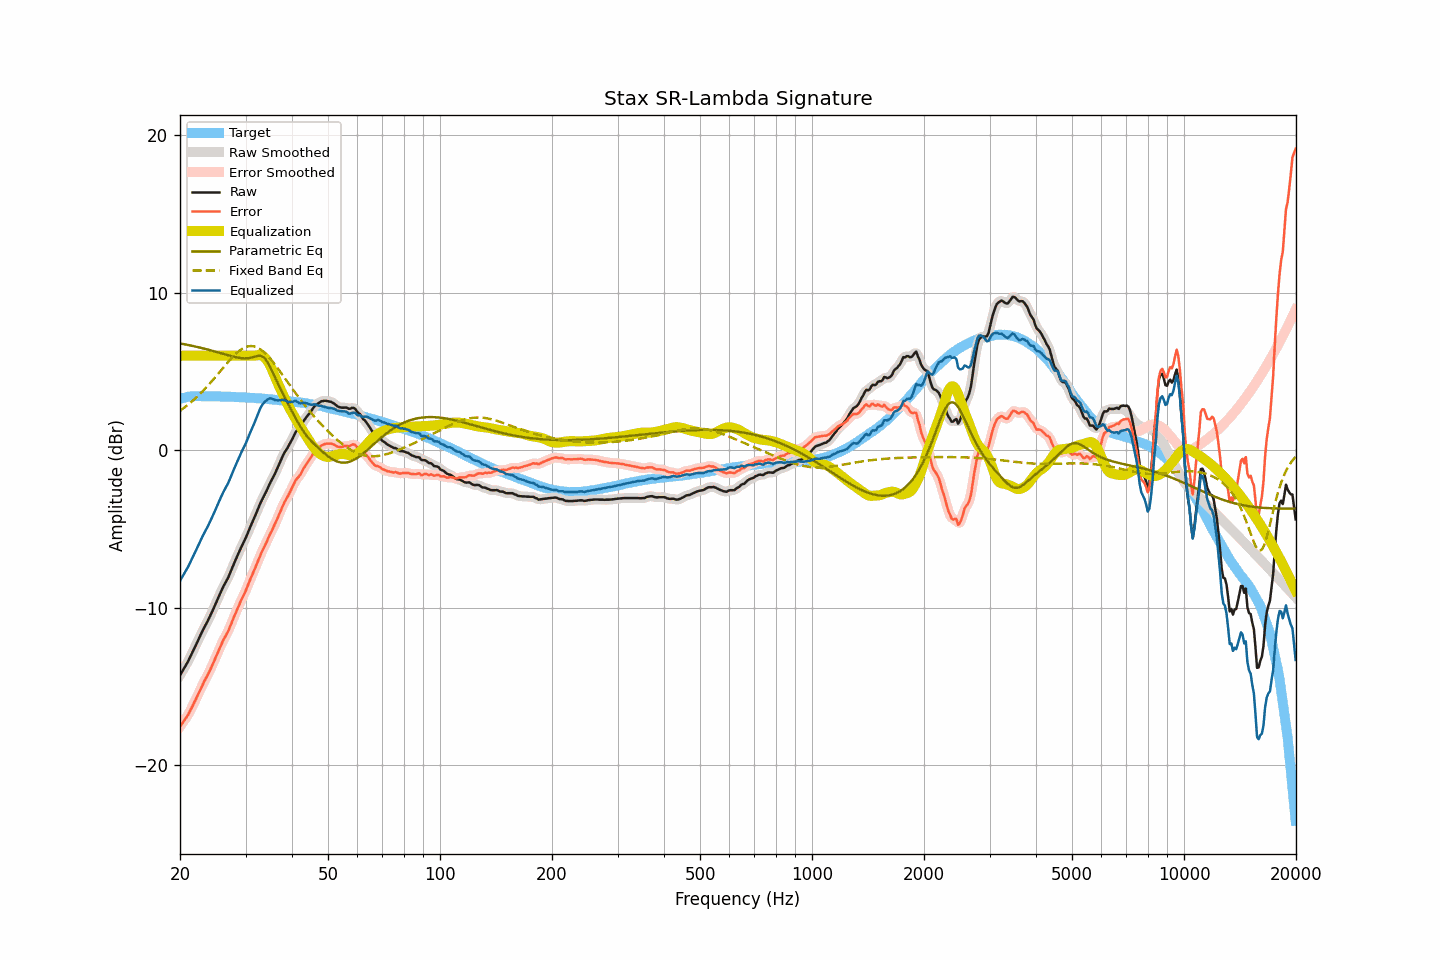 Stax SR-Lambda Signature
Target
Raw Smoothed
Error Smoothed
Raw
Error
Equalization
Parametric Eq
Fixed Band Eq
Equalized
20
10
0
−10
−20
Amplitude (dBr)
20 50 100 200 500 1000 2000 5000 10000 20000
Frequency (Hz)